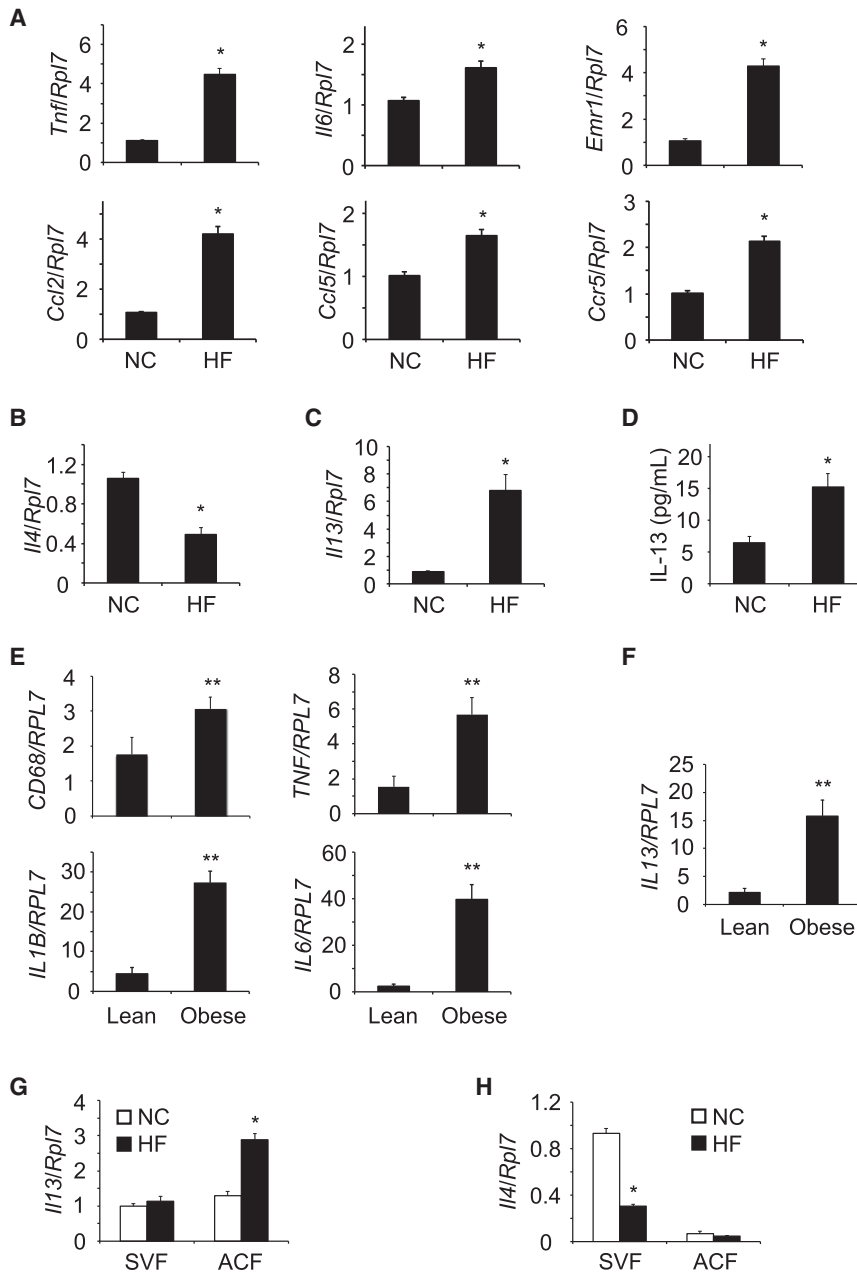 A
Tnf/Rpl7
6
4
2
0
*
Il6/Rpl7
2
1
0
*
Emr1/Rpl7
6
4
2
0
*
Ccl2/Rpl7
4
2
0
*
NC HF
Ccl5/Rpl7
2
1
0
*
NC HF
Ccr5/Rpl7
3
2
1
0
*
NC HF
B
Il4/Rpl7
1.2
0.8
0.4
0
*
NC HF
C
Il13/Rpl7
10
8
6
4
2
0
*
NC HF
D
IL-13 (pg/mL)
20
15
10
5
0
*
NC HF
E
CD68/RPL7
4
3
2
1
0
**
TNF/RPL7
8
6
4
2
0
**
IL1B/RPL7
30
20
10
0
**
Lean Obese
IL6/RPL7
60
40
20
0
**
Lean Obese
F
IL13/RPL7
25
20
15
10
5
0
**
Lean Obese
G
Il13/Rpl7
4
3
2
1
0
NC
HF
*
SVF ACF
H
Il4/Rpl7
1.2
0.8
0.4
0
NC
HF
*
SVF ACF